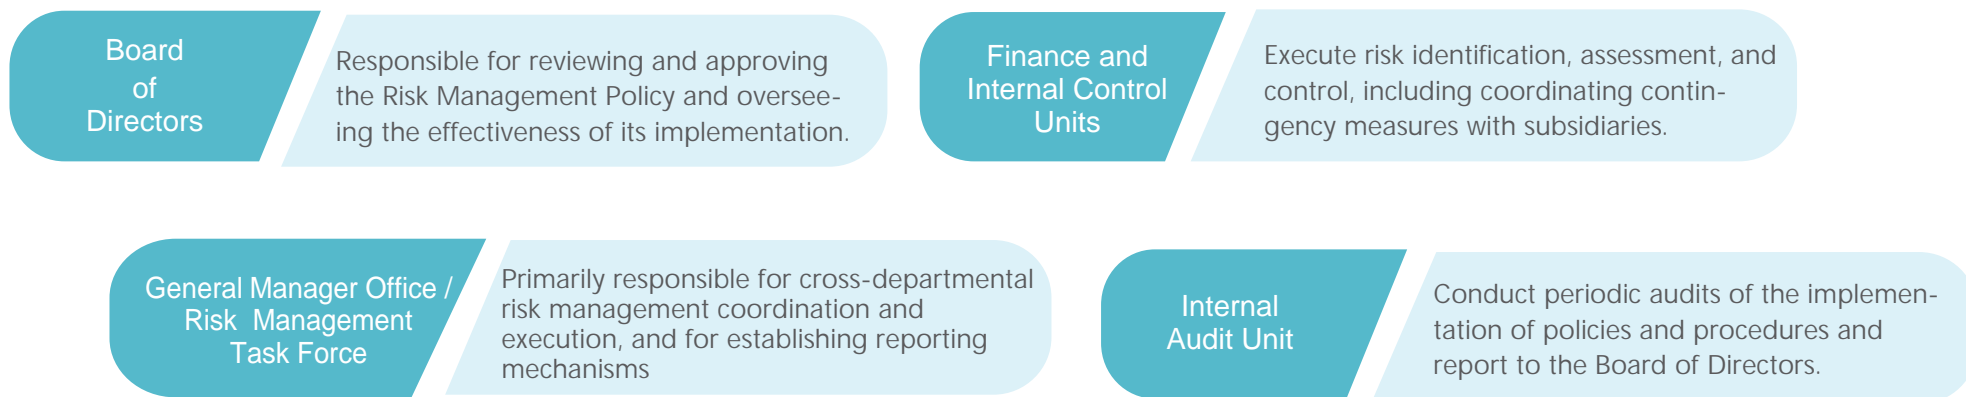 Board
of
Directors
Responsible for reviewing and approving
the Risk Management Policy and oversee-
ing the effectiveness of its implementation.
Finance and
Internal Control
Units
Execute risk identification, assessment, and
control, including coordinating contin-
gency measures with subsidiaries.
General Manager Office /
Risk Management
Task Force
Primarily responsible for cross-departmental
risk management coordination and
execution, and for establishing reporting
mechanisms
Internal
Audit Unit
Conduct periodic audits of the implemen-
tation of policies and procedures and
report to the Board of Directors.